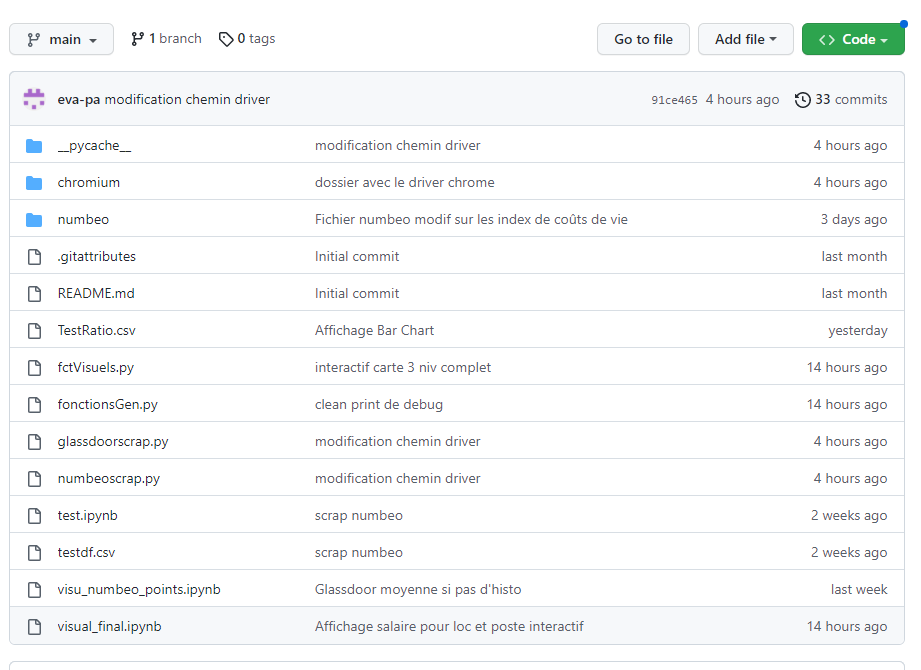 main 1 branch 0 tags Go to file Add file <> Code
eva-pa modification chemin driver 91ce465 4 hours ago 33 commits
__pycache__ modification chemin driver 4 hours ago
chromium dossier avec le driver chrome 4 hours ago
numbeo Fichier numbeo modif sur les index de coûts de vie 3 days ago
.gitattributes Initial commit last month
README.md Initial commit last month
TestRatio.csv Affichage Bar Chart yesterday
fctVisuels.py interactif carte 3 niv complet 14 hours ago
fonctionsGen.py clean print de debug 14 hours ago
glassdoorscrap.py modification chemin driver 4 hours ago
numbeoscrap.py modification chemin driver 4 hours ago
test.ipynb scrap numbeo 2 weeks ago
testdf.csv scrap numbeo 2 weeks ago
visu_numbeo_points.ipynb Glassdoor moyenne si pas d'histo last week
visual_final.ipynb Affichage salaire pour loc et poste interactif 14 hours ago